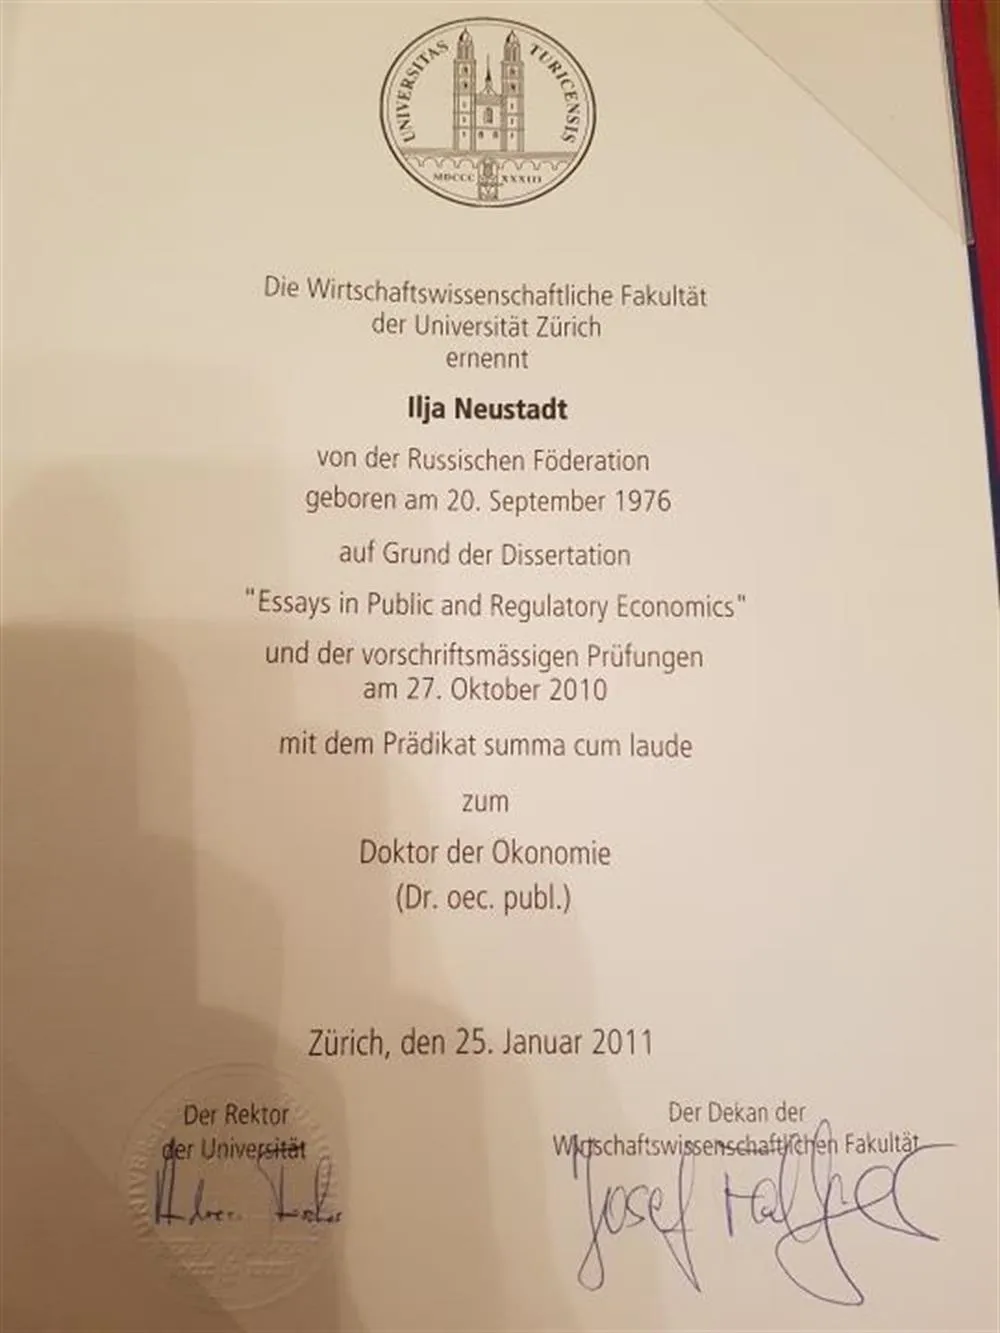 UNIVERSITAS TURICENSIS
MDCCC XXXIII
Die Wirtschaftswissenschaftliche Fakultät
der Universität Zürich
ernennt
Ilja Neustadt
von der Russischen Föderation
geboren am 20. September 1976
auf Grund der Dissertation
"Essays in Public and Regulatory Economics"
und der vorschriftsmässigen Prüfungen
am 27. Oktober 2010
mit dem Prädikat summa cum laude
zum
Doktor der Ökonomie
(Dr. oec. publ.)
Zürich, den 25. Januar 2011
Der Rektor
der Universität
Der Dekan der
Wirtschaftswissenschaftlichen Fakultät
Josef